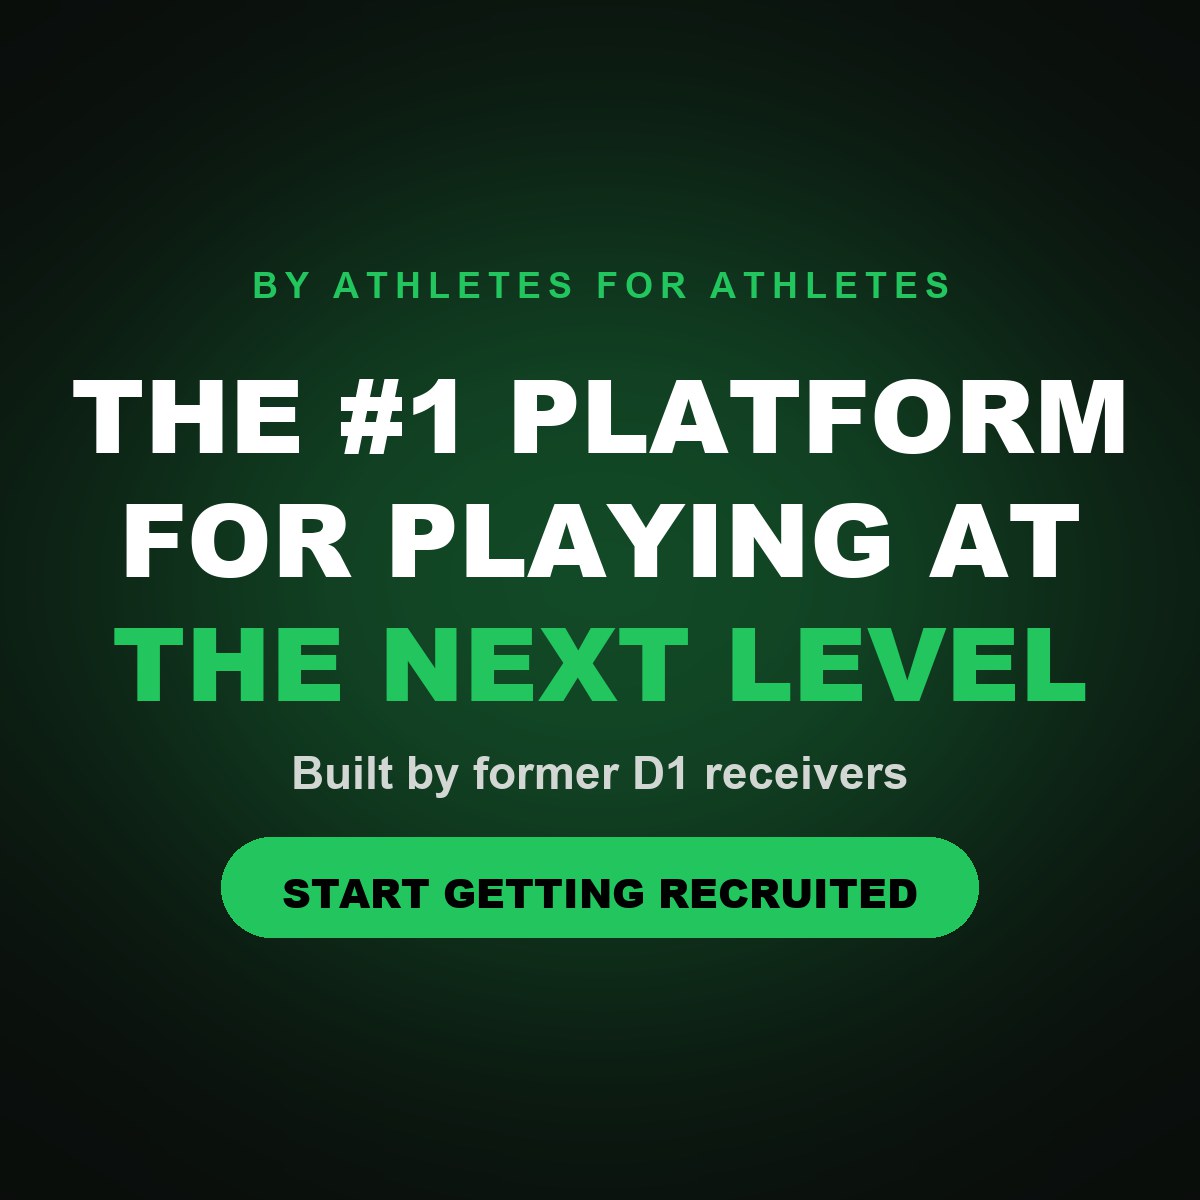 BY ATHLETES FOR ATHLETES
THE #1 PLATFORM
FOR PLAYING AT
THE NEXT LEVEL
Built by former D1 receivers
START GETTING RECRUITED